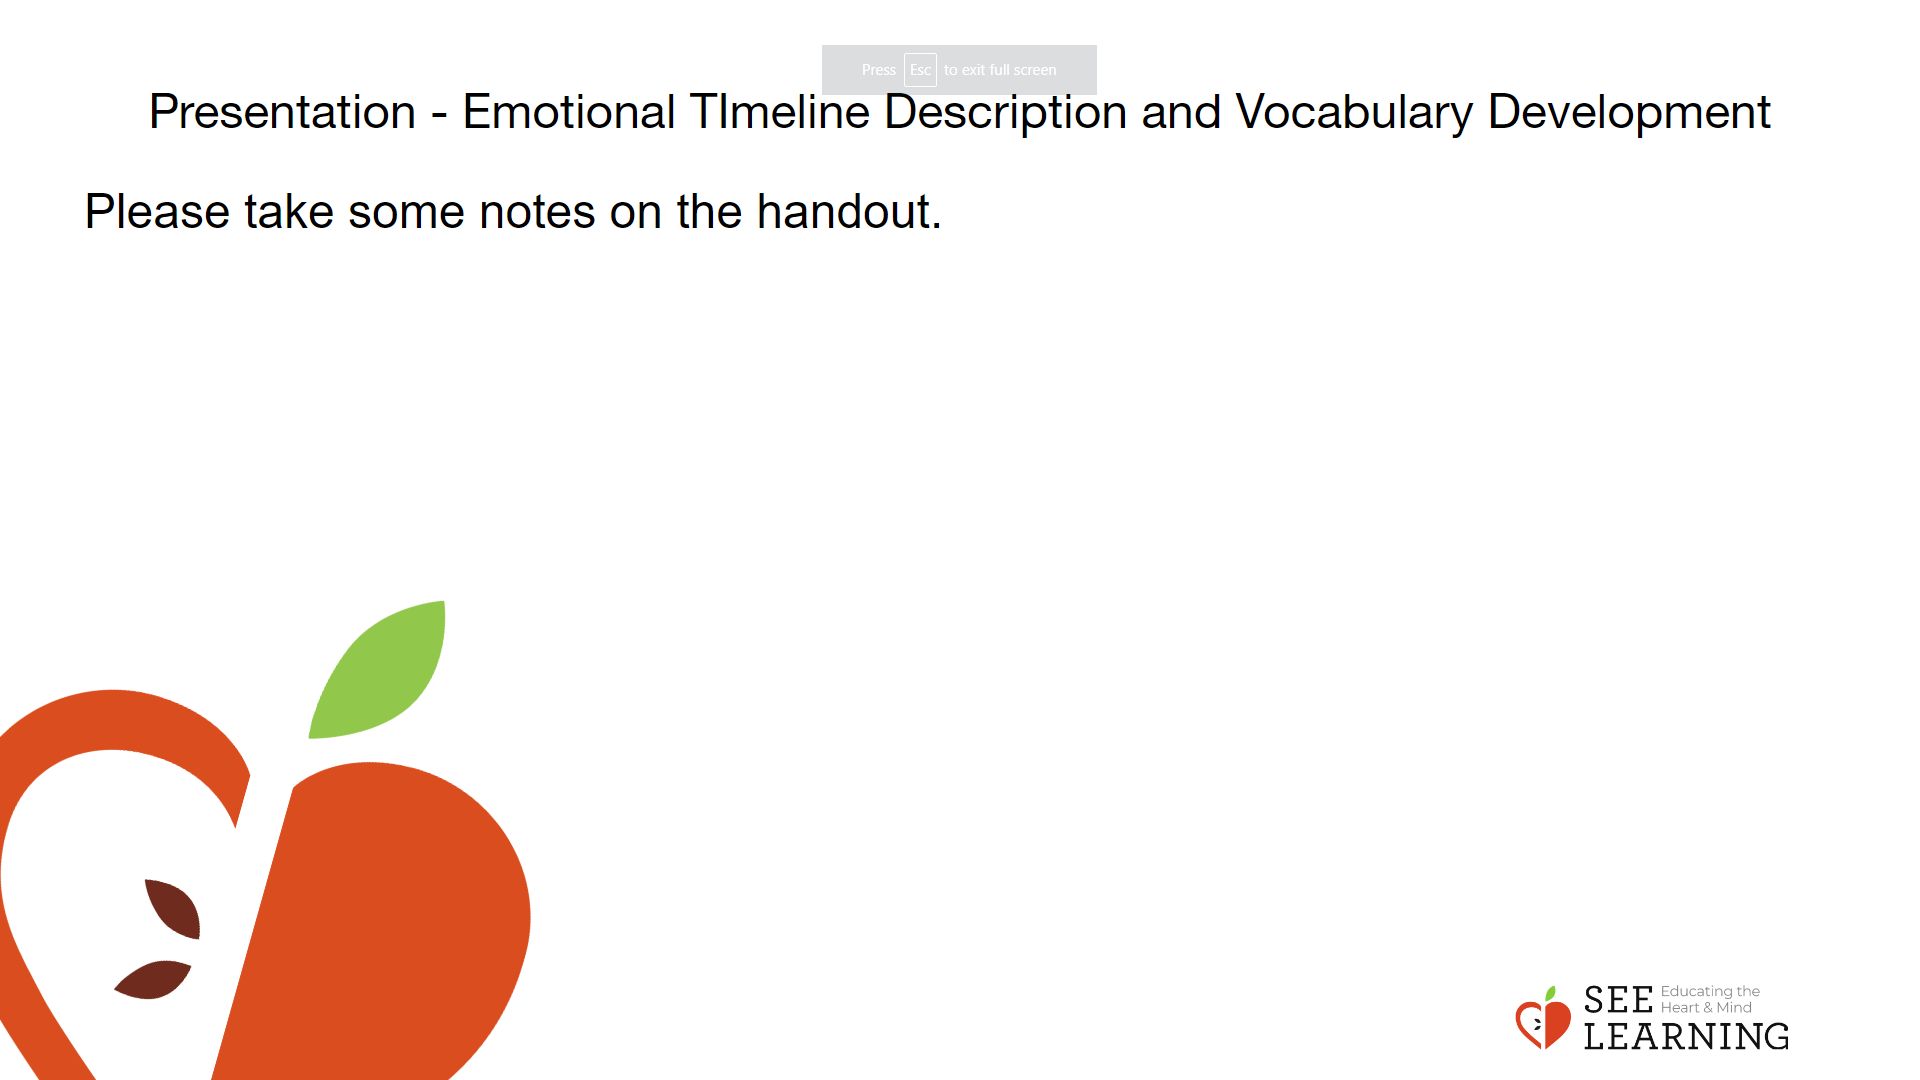 Press Esc to exit full screen
Presentation - Emotional TImeline Description and Vocabulary Development
Please take some notes on the handout.
SEE Educating the
Heart & Mind
LEARNING